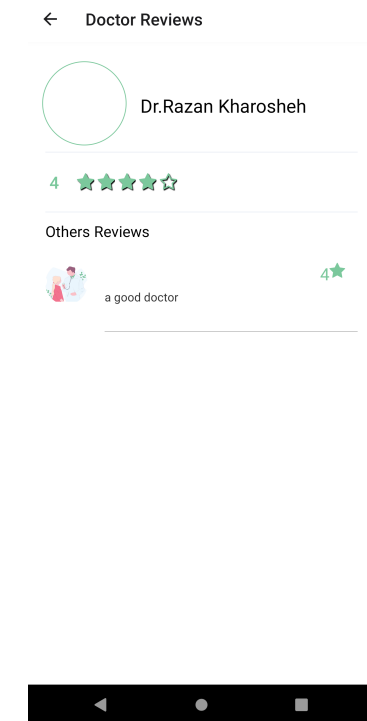 Doctor Reviews
Dr.Razan Kharosheh
4
Others Reviews
4
a good doctor